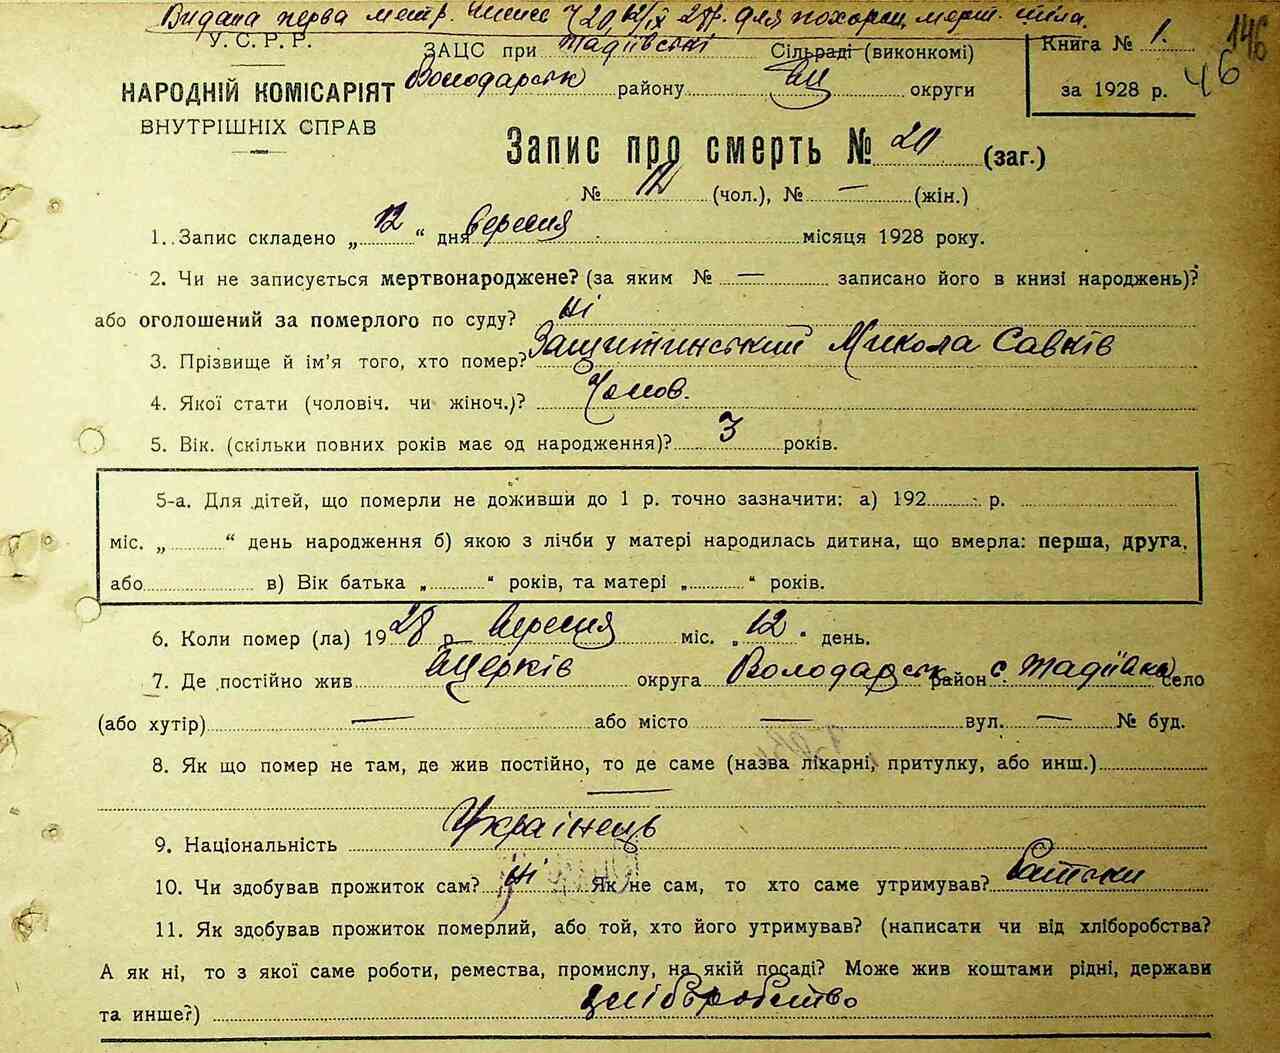 Видана перва метр. для похорон мерт. тіла.
146
46
У. С. Р. Р.
НАРОДНІЙ КОМІСАРІЯТ
ВНУТРІШНІХ СПРАВ
ЗАЦС при Тадіївські Сільраді (виконкомі)
Володарськ району БЦ округи
Книга № 1.
за 1928 р.
Запис про смерть № 20 (заг.)
№ 12 (чол.), № — (жін.)
1. Запис складено „ 12 “ дня вересня місяця 1928 року.
2. Чи не записується мертвонароджене? (за яким № — записано його в книзі народжень)?
або оголошений за померлого по суду? Ні
3. Прізвище й ім’я того, хто помер? Защитинський Микола Савків
4. Якої стати (чоловіч. чи жіноч.)? Чолов.
5. Вік. (скільки повних років має од народження)? 3 років.
5-а. Для дітей, що померли не доживши до 1 р. точно зазначити: а) 192 р.
міс. „ “ день народження б) якою з лічби у матері народилась дитина, що вмерла: перша, друга,
або в) Вік батька „ “ років, та матері „ “ років.
6. Коли помер (ла) 1928 р. Вересня міс. „ 12 “ день.
7. Де постійно жив БЦерків округа Володарськ район с. Тадіївка село
(або хутір) — або місто — вул. — № буд.
8. Як що помер не там, де жив постійно, то де саме (назва лікарні, притулку, або инш.)
—
9. Національність Українець
10. Чи здобував прожиток сам? Ні Як не сам, то хто саме утримував? Батьки
11. Як здобував прожиток померлий, або той, хто його утримував? (написати чи від хліборобства?
А як ні, то з якої саме роботи, ремества, промислу, на якій посаді? Може жив коштами рідні, держави
та инше?) хліборобство